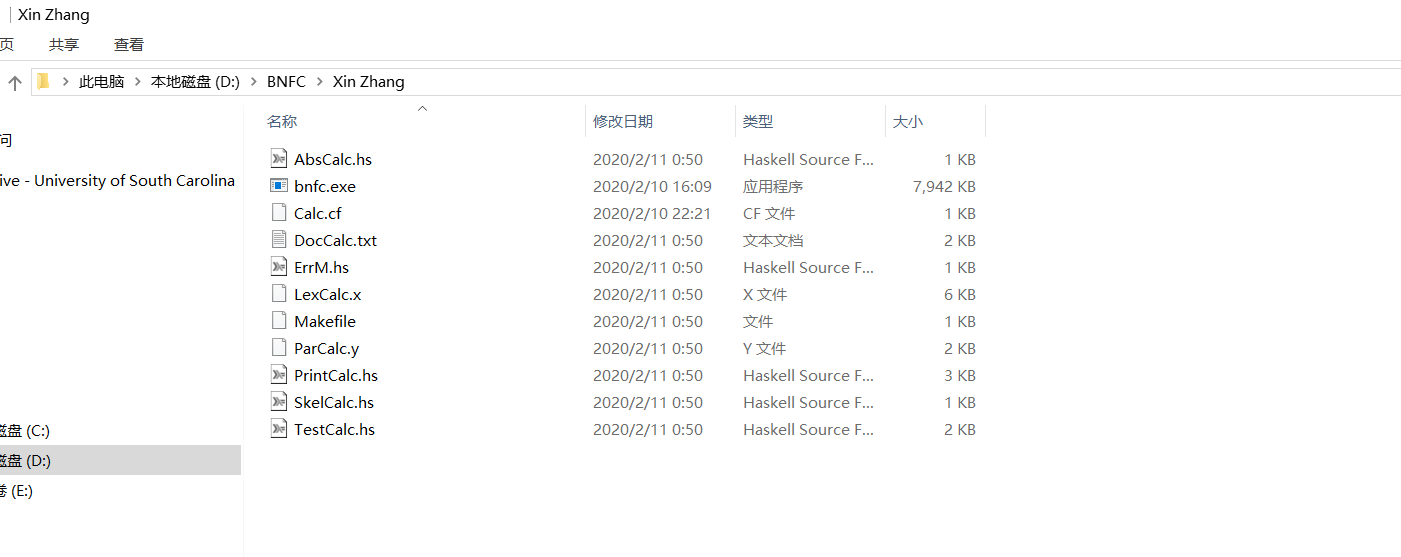 Xin Zhang
页 共享 查看
此电脑 本地磁盘 (D:) BNFC Xin Zhang
名称 修改日期 类型 大小
问
ive - University of South Carolina
磁盘 (C:)
磁盘 (D:)
卷 (E:)
AbsCalc.hs 2020/2/11 0:50 Haskell Source F... 1 KB
bnfc.exe 2020/2/10 16:09 应用程序 7,942 KB
Calc.cf 2020/2/10 22:21 CF 文件 1 KB
DocCalc.txt 2020/2/11 0:50 文本文档 2 KB
ErrM.hs 2020/2/11 0:50 Haskell Source F... 1 KB
LexCalc.x 2020/2/11 0:50 X 文件 6 KB
Makefile 2020/2/11 0:50 文件 1 KB
ParCalc.y 2020/2/11 0:50 Y 文件 2 KB
PrintCalc.hs 2020/2/11 0:50 Haskell Source F... 3 KB
SkelCalc.hs 2020/2/11 0:50 Haskell Source F... 1 KB
TestCalc.hs 2020/2/11 0:50 Haskell Source F... 2 KB